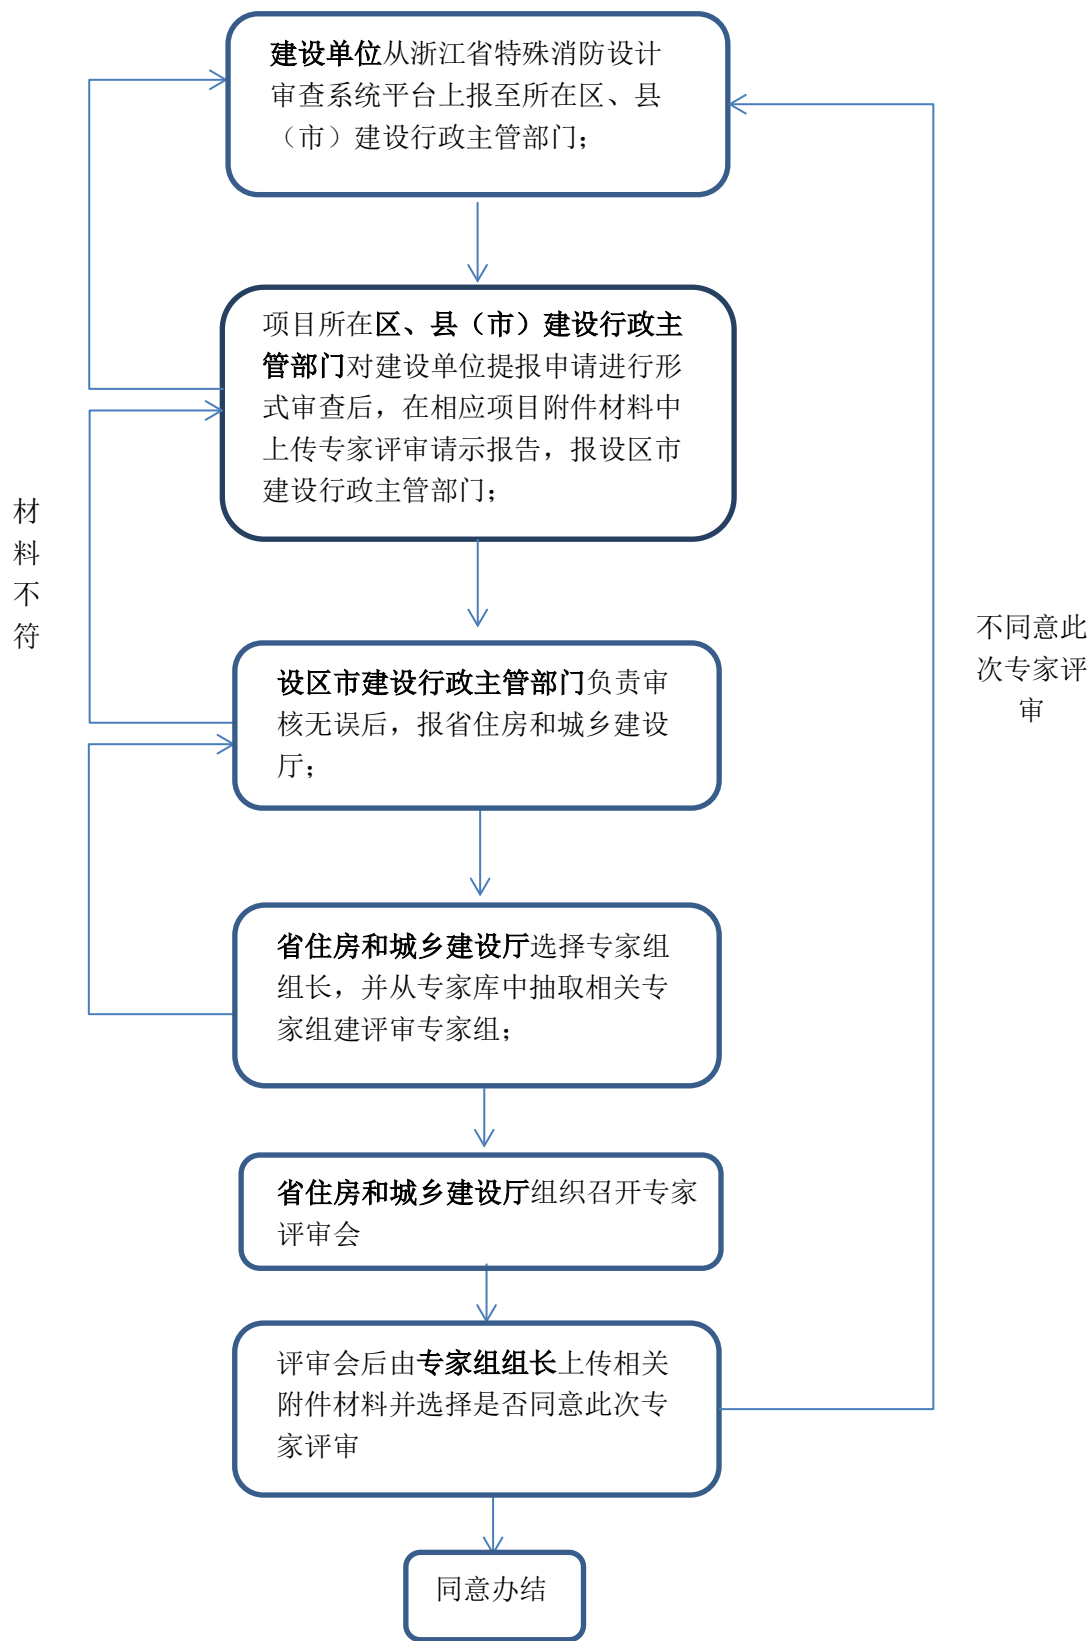 建设单位从浙江省特殊消防设计
审查系统平台上报至所在区、县
（市）建设行政主管部门；
项目所在区、县（市）建设行政主
管部门对建设单位提报申请进行形
式审查后，在相应项目附件材料中
上传专家评审请示报告，报设区市
建设行政主管部门；
材
料
不
符
不同意此
次专家评
审
设区市建设行政主管部门负责审
核无误后，报省住房和城乡建设
厅；
省住房和城乡建设厅选择专家组
组长，并从专家库中抽取相关专
家组建评审专家组；
省住房和城乡建设厅组织召开专家
评审会
评审会后由专家组组长上传相关
附件材料并选择是否同意此次专
家评审
同意办结